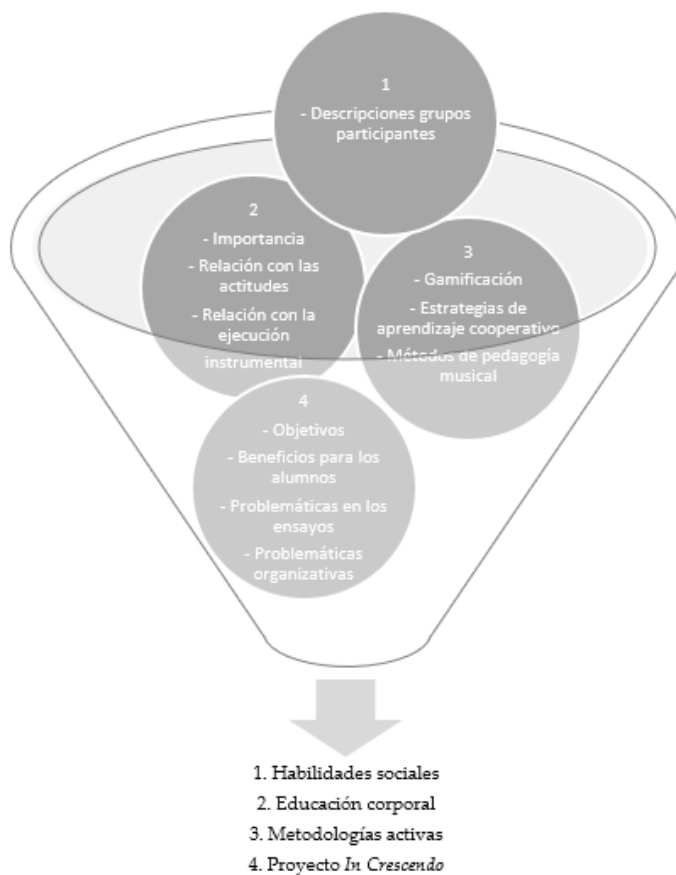 1
- Descripciones grupos
participantes
2
- Importancia
- Relación con las
actitudes
- Relación con la
ejecución
instrumental
3
- Gamificación
- Estrategias de
aprendizaje cooperativo
- Métodos de pedagogía
musical
4
- Objetivos
- Beneficios para los
alumnos
- Problemáticas en los
ensayos
- Problemáticas
organizativas
1. Habilidades sociales
2. Educación corporal
3. Metodologías activas
4. Proyecto In Crescendo